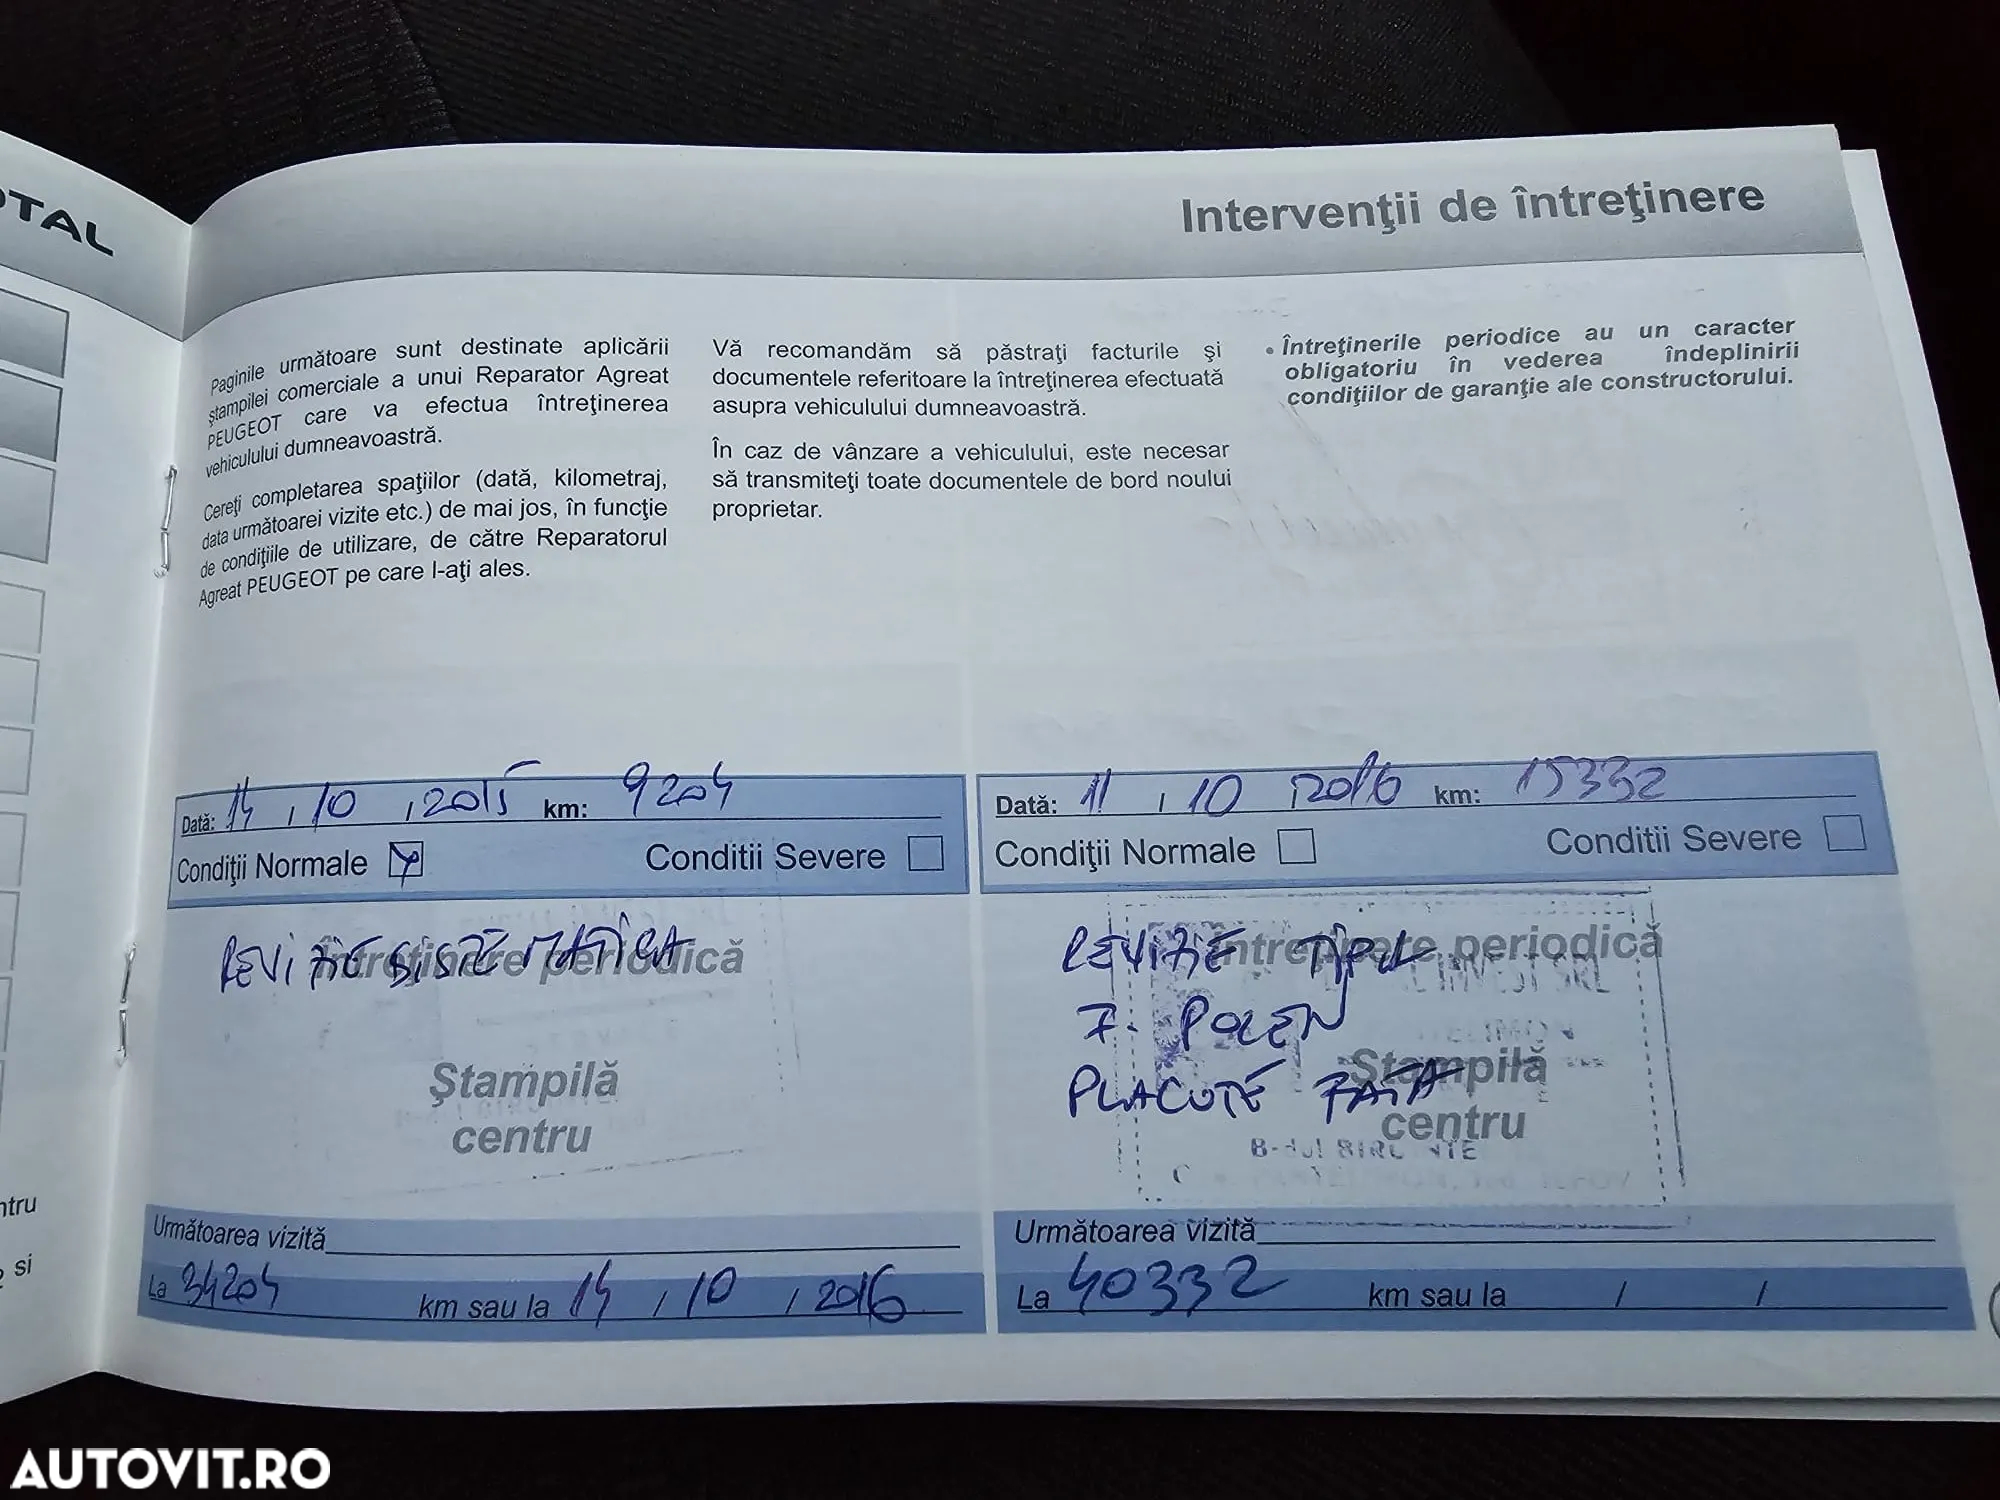 OTAL
Intervenţii de întreţinere
Paginile următoare sunt destinate aplicării
ştampilei comerciale a unui Reparator Agreat
PEUGEOT care va efectua întreţinerea
vehiculului dumneavoastră.
Cereţi completarea spaţiilor (dată, kilometraj,
data următoarei vizite etc.) de mai jos, în funcţie
de condiţiile de utilizare, de către Reparatorul
Agreat PEUGEOT pe care l-aţi ales.
Vă recomandăm să păstraţi facturile şi
documentele referitoare la întreţinerea efectuată
asupra vehiculului dumneavoastră.
În caz de vânzare a vehiculului, este necesar
să transmiteţi toate documentele de bord noului
proprietar.
• Întreţinerile periodice au un caracter
obligatoriu în vederea îndeplinirii
condiţiilor de garanţie ale constructorului.
Dată: 14 / 10 / 2015 km: 9204
Condiţii Normale Conditii Severe
REVIZIE SISTEMATICA
Întreţinere periodică
Ştampilă
centru
Următoarea vizită
La 34204 km sau la 14 / 10 / 2016
Dată: 11 / 10 / 2016 km: 15332
Condiţii Normale Conditii Severe
REVIZIE
Întreţinere periodică
F. POLEN
PLACUTE FATA
Ştampilă
centru
B-dul
Următoarea vizită
La 40332 km sau la / /
ntru
si
AUTOVIT.RO